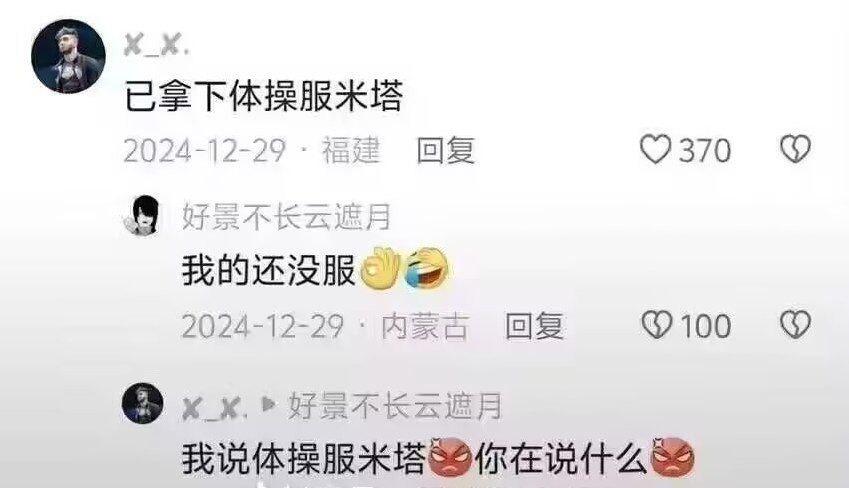 ✘_✘.
已拿下体操服米塔
2024-12-29 · 福建 回复 370
好景不长云遮月
我的还没服👌🤣
2024-12-29 · 内蒙古 回复 100
✘_✘. ▸ 好景不长云遮月
我说体操服米塔😡你在说什么😡